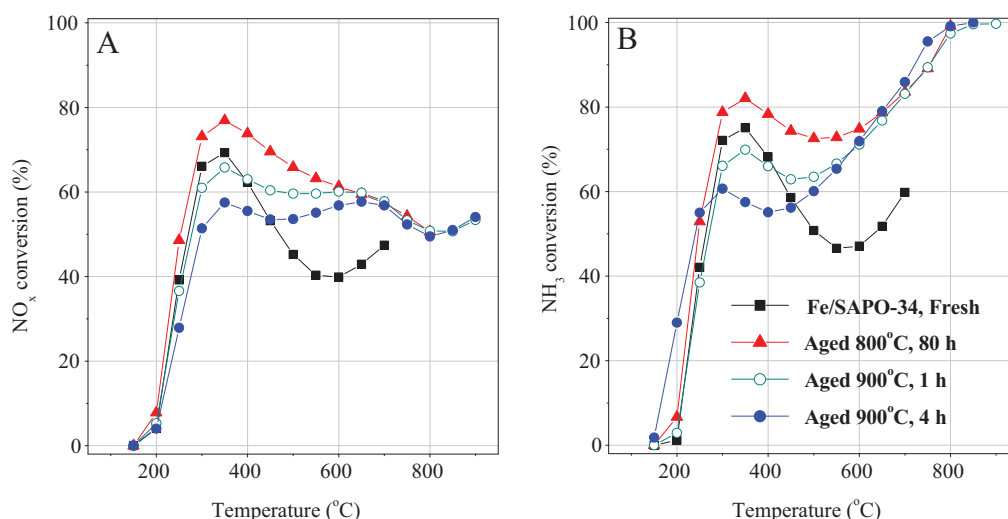 A
NOx conversion (%)
100
80
60
40
20
0
200 400 600 800
Temperature (°C)
B
NH3 conversion (%)
100
80
60
40
20
0
Fe/SAPO-34, Fresh
Aged 800°C, 80 h
Aged 900°C, 1 h
Aged 900°C, 4 h
200 400 600 800
Temperature (°C)